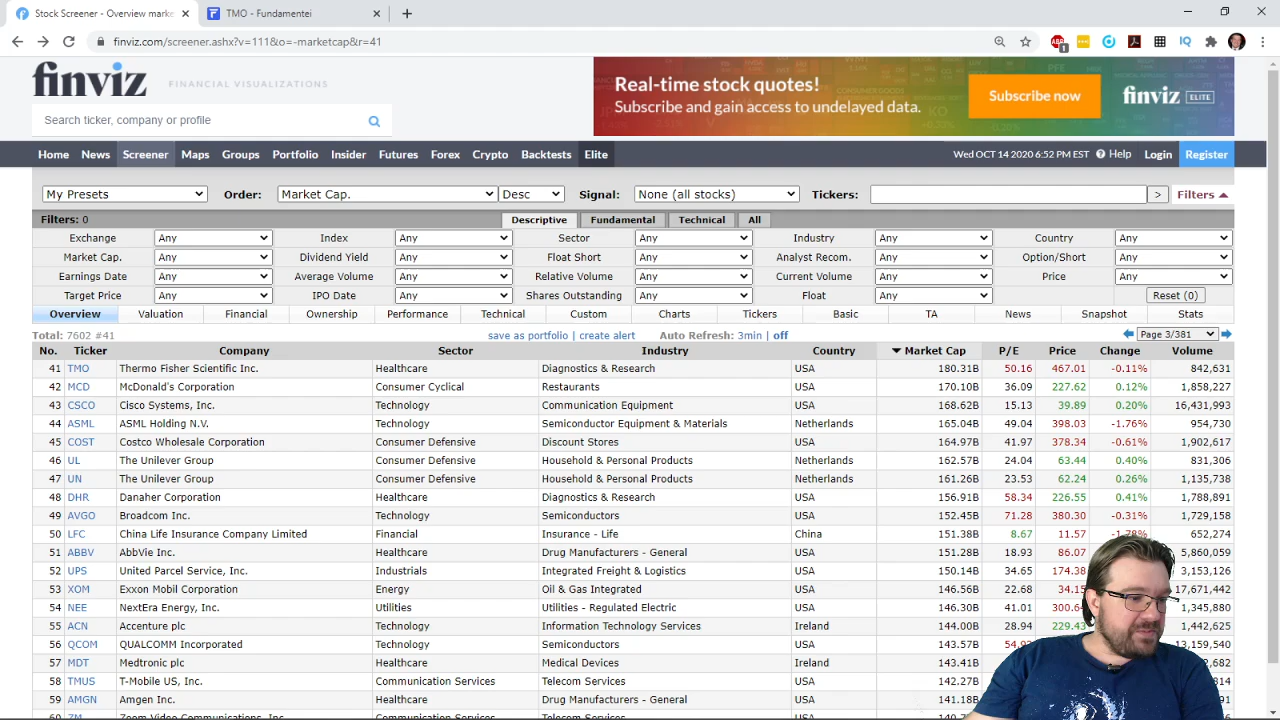 Stock Screener - Overview marke
TMO - Fundamentei
finviz.com/screener.ashx?v=111&o=-marketcap&r=41
finviz FINANCIAL VISUALIZATIONS
Search ticker, company or profile
Real-time stock quotes!
Subscribe and gain access to undelayed data.
Subscribe now
finviz ELITE
Home News Screener Maps Groups Portfolio Insider Futures Forex Crypto Backtests Elite Wed OCT 14 2020 6:52 PM EST Help Login Register
My Presets Order: Market Cap. Desc Signal: None (all stocks) Tickers: > Filters
Filters: 0 Descriptive Fundamental Technical All
Exchange Any Index Any Sector Any Industry Any Country Any
Market Cap. Any Dividend Yield Any Float Short Any Analyst Recom. Any Option/Short Any
Earnings Date Any Average Volume Any Relative Volume Any Current Volume Any Price Any
Target Price Any IPO Date Any Shares Outstanding Any Float Any Reset (0)
Overview Valuation Financial Ownership Performance Technical Custom Charts Tickers Basic TA News Snapshot Stats
Total: 7602 #41 save as portfolio | create alert Auto Refresh: 3min | off Page 3/381
No. Ticker Company Sector Industry Country Market Cap P/E Price Change Volume
41 TMO Thermo Fisher Scientific Inc. Healthcare Diagnostics & Research USA 180.31B 50.16 467.01 -0.11% 842,631
42 MCD McDonald's Corporation Consumer Cyclical Restaurants USA 170.10B 36.09 227.62 0.12% 1,858,227
43 CSCO Cisco Systems, Inc. Technology Communication Equipment USA 168.62B 15.13 39.89 0.20% 16,431,993
44 ASML ASML Holding N.V. Technology Semiconductor Equipment & Materials Netherlands 165.04B 49.04 398.03 -1.76% 954,730
45 COST Costco Wholesale Corporation Consumer Defensive Discount Stores USA 164.97B 41.97 378.34 -0.61% 1,902,617
46 UL The Unilever Group Consumer Defensive Household & Personal Products Netherlands 162.57B 24.04 63.44 0.40% 831,306
47 UN The Unilever Group Consumer Defensive Household & Personal Products Netherlands 161.26B 23.53 62.24 0.26% 1,135,738
48 DHR Danaher Corporation Healthcare Diagnostics & Research USA 156.91B 58.34 226.55 0.41% 1,788,891
49 AVGO Broadcom Inc. Technology Semiconductors USA 152.45B 71.28 380.30 -0.31% 1,729,158
50 LFC China Life Insurance Company Limited Financial Insurance - Life China 151.38B 8.67 11.57 -1.78% 652,274
51 ABBV AbbVie Inc. Healthcare Drug Manufacturers - General USA 151.28B 18.93 86.07 5,860,059
52 UPS United Parcel Service, Inc. Industrials Integrated Freight & Logistics USA 150.14B 34.65 174.38 3,153,126
53 XOM Exxon Mobil Corporation Energy Oil & Gas Integrated USA 146.56B 22.68 34.15 17,671,442
54 NEE NextEra Energy, Inc. Utilities Utilities - Regulated Electric USA 146.30B 41.01 300.6 1,345,880
55 ACN Accenture plc Technology Information Technology Services Ireland 144.00B 28.94 229.43 1,442,625
56 QCOM QUALCOMM Incorporated Technology Semiconductors USA 143.57B 54. 13,159,540
57 MDT Medtronic plc Healthcare Medical Devices Ireland 143.41B
58 TMUS T-Mobile US, Inc. Communication Services Telecom Services USA 142.27B
59 AMGN Amgen Inc. Healthcare Drug Manufacturers - General USA 141.18B
60 ZM Zoom Video Communications, Inc.